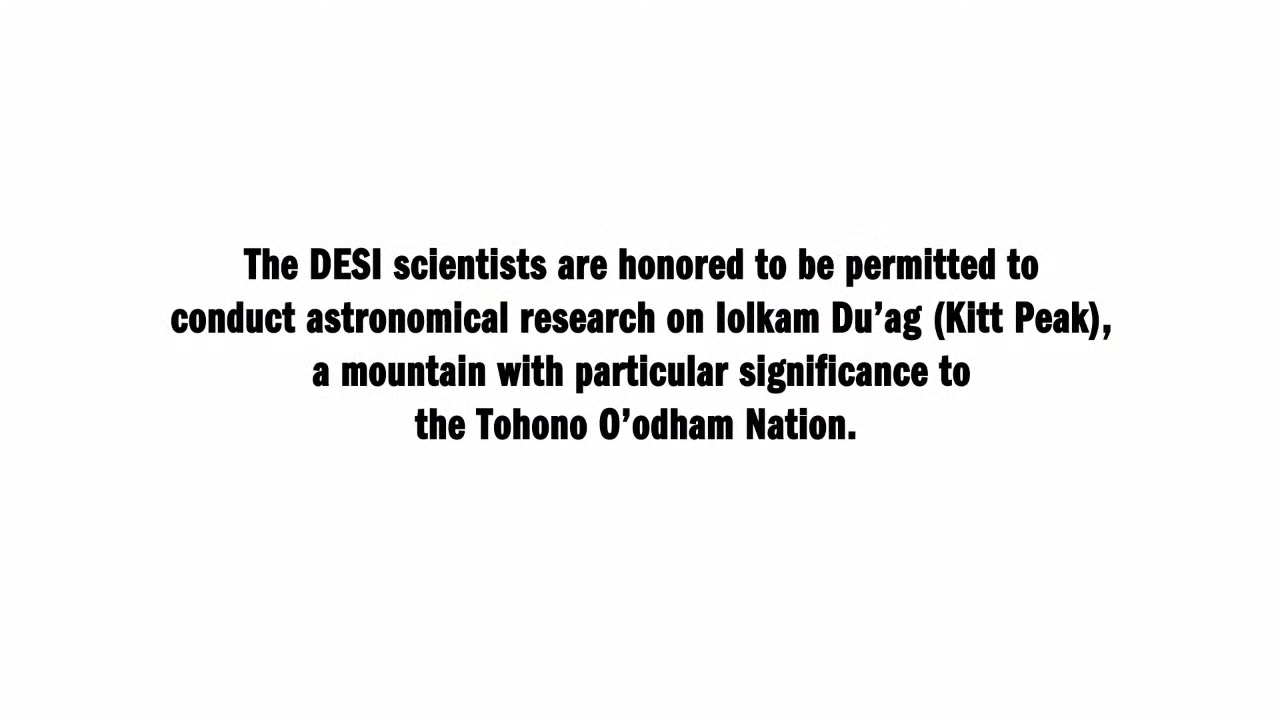 The DESI scientists are honored to be permitted to
conduct astronomical research on Iolkam Du’ag (Kitt Peak),
a mountain with particular significance to
the Tohono O’odham Nation.